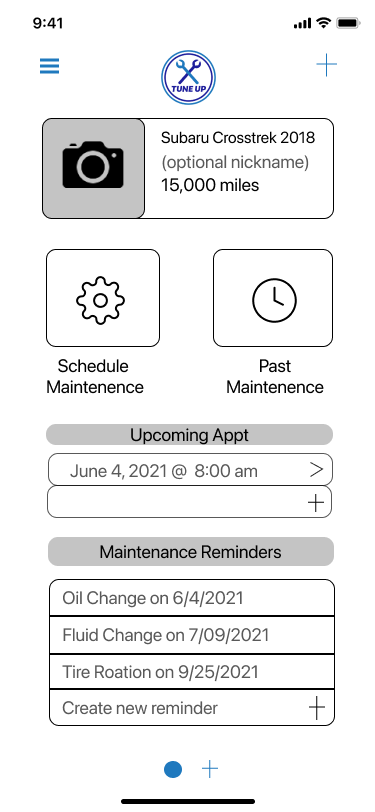 9:41
TUNE UP
Subaru Crosstrek 2018
(optional nickname)
15,000 miles
Schedule
Maintenence
Past
Maintenence
Upcoming Appt
June 4, 2021 @ 8:00 am
Maintenance Reminders
Oil Change on 6/4/2021
Fluid Change on 7/09/2021
Tire Roation on 9/25/2021
Create new reminder